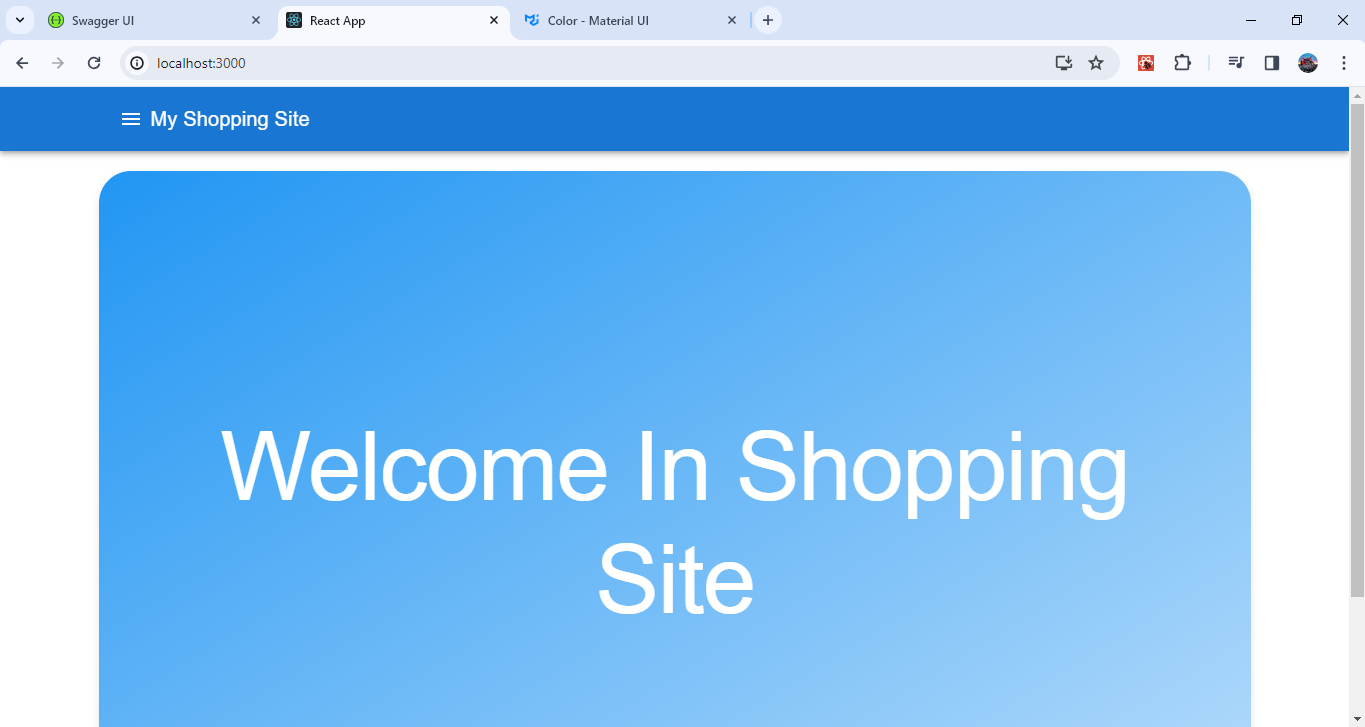 Swagger UI
React App
Color - Material UI
localhost:3000
My Shopping Site
Welcome In Shopping
Site